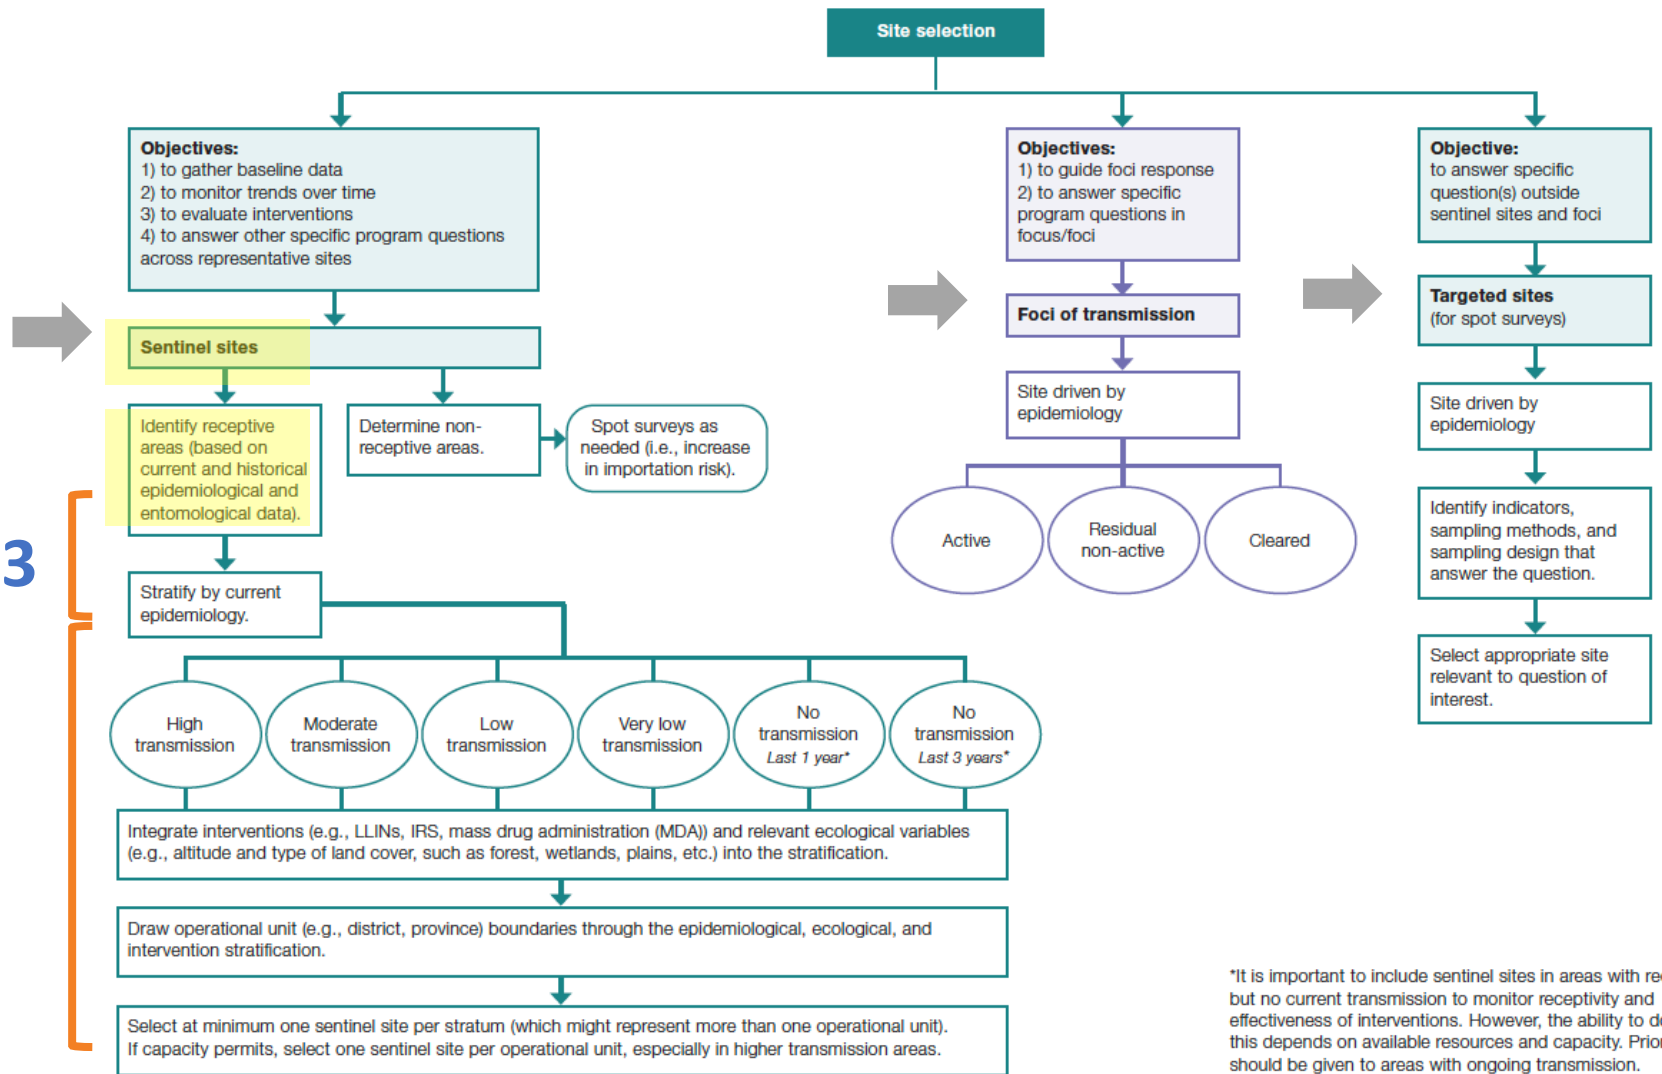 Site selection
Objectives:
1) to gather baseline data
2) to monitor trends over time
3) to evaluate interventions
4) to answer other specific program questions
across representative sites
Sentinel sites
Identify receptive
areas (based on
current and historical
epidemiological and
entomological data).
Determine non-
receptive areas.
Spot surveys as
needed (i.e., increase
in importation risk).
3
Stratify by current
epidemiology.
High
transmission
Moderate
transmission
Low
transmission
Very low
transmission
No
transmission
Last 1 year*
No
transmission
Last 3 years*
Integrate interventions (e.g., LLINs, IRS, mass drug administration (MDA)) and relevant ecological variables
(e.g., altitude and type of land cover, such as forest, wetlands, plains, etc.) into the stratification.
Draw operational unit (e.g., district, province) boundaries through the epidemiological, ecological, and
intervention stratification.
Select at minimum one sentinel site per stratum (which might represent more than one operational unit).
If capacity permits, select one sentinel site per operational unit, especially in higher transmission areas.
Objectives:
1) to guide foci response
2) to answer specific
program questions in
focus/foci
Foci of transmission
Site driven by
epidemiology
Active
Residual
non-active
Cleared
Objective:
to answer specific
question(s) outside
sentinel sites and foci
Targeted sites
(for spot surveys)
Site driven by
epidemiology
Identify indicators,
sampling methods, and
sampling design that
answer the question.
Select appropriate site
relevant to question of
interest.
*It is important to include sentinel sites in areas with
but no current transmission to monitor receptivity and
effectiveness of interventions. However, the ability to
this depends on available resources and capacity.
should be given to areas with ongoing transmission.